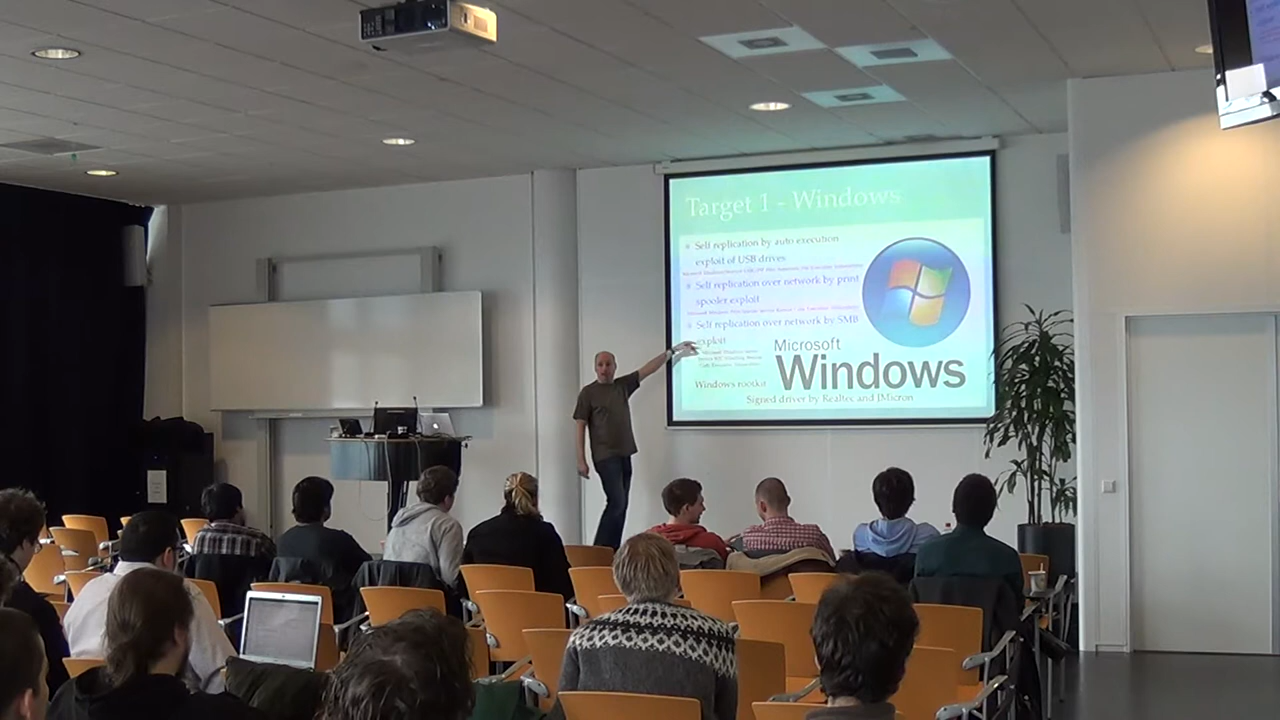 Target 1 - Windows
Self replication by auto execution
exploit of USB drives
Self replication over network by print
spooler exploit
Self replication over network by SMB
exploit
Windows rootkit
Microsoft
Windows
Signed driver by Realtec and JMicron